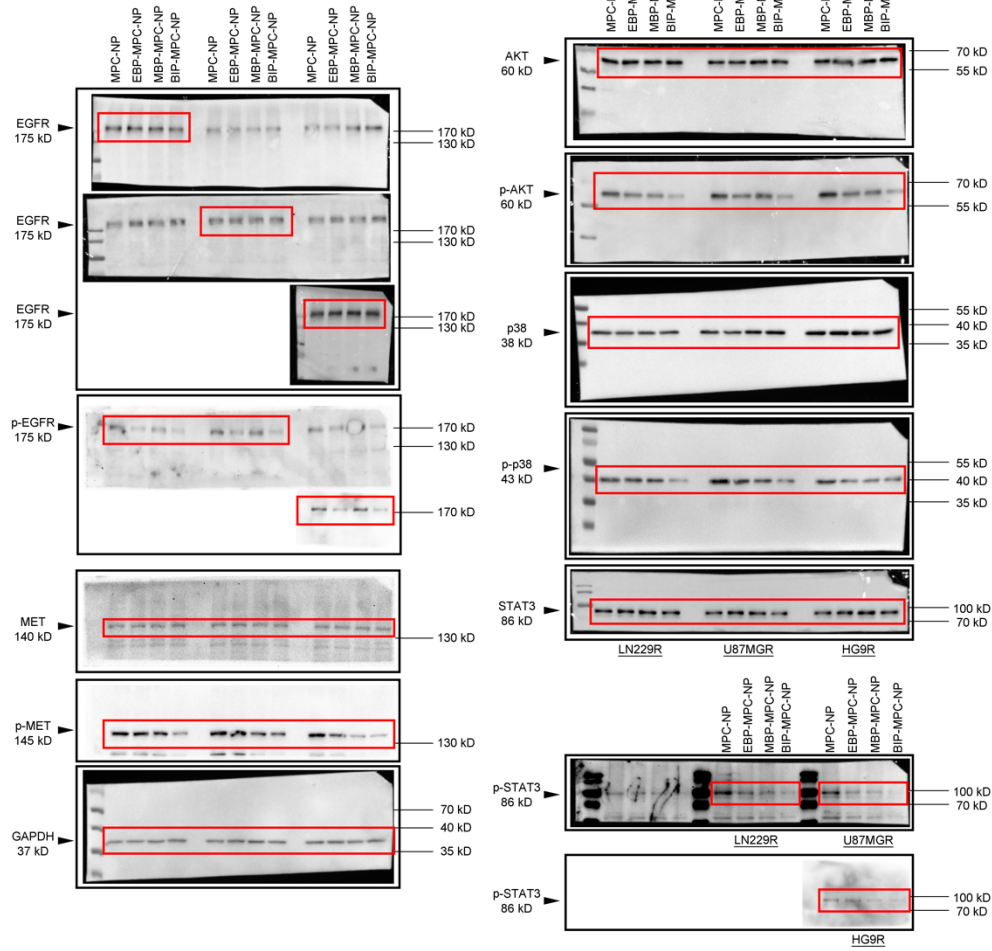 MPC-NP
EBP-MPC-NP
MBP-MPC-NP
BIP-MPC-NP
MPC-NP
EBP-MPC-NP
MBP-MPC-NP
BIP-MPC-NP
MPC-NP
EBP-MPC-NP
MBP-MPC-NP
BIP-MPC-NP
EGFR
175 kD
170 kD
130 kD
EGFR
175 kD
170 kD
130 kD
EGFR
175 kD
170 kD
130 kD
p-EGFR
175 kD
170 kD
130 kD
170 kD
MET
140 kD
130 kD
p-MET
145 kD
130 kD
GAPDH
37 kD
70 kD
40 kD
35 kD
AKT
60 kD
70 kD
55 kD
p-AKT
60 kD
70 kD
55 kD
p38
38 kD
55 kD
40 kD
35 kD
p-p38
43 kD
55 kD
40 kD
35 kD
STAT3
86 kD
100 kD
70 kD
LN229R
U87MGR
HG9R
MPC-NP
EBP-MPC-NP
MBP-MPC-NP
BIP-MPC-NP
MPC-NP
EBP-MPC-NP
MBP-MPC-NP
BIP-MPC-NP
p-STAT3
86 kD
100 kD
70 kD
LN229R
U87MGR
p-STAT3
86 kD
100 kD
70 kD
HG9R